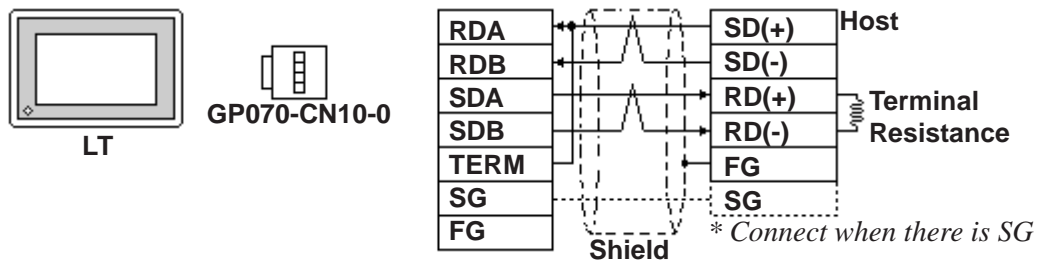 LT
GP070-CN10-0
RDA
RDB
SDA
SDB
TERM
SG
FG
Shield
SD(+)
SD(-)
RD(+)
RD(-)
FG
SG
Host
Terminal
Resistance
* Connect when there is SG